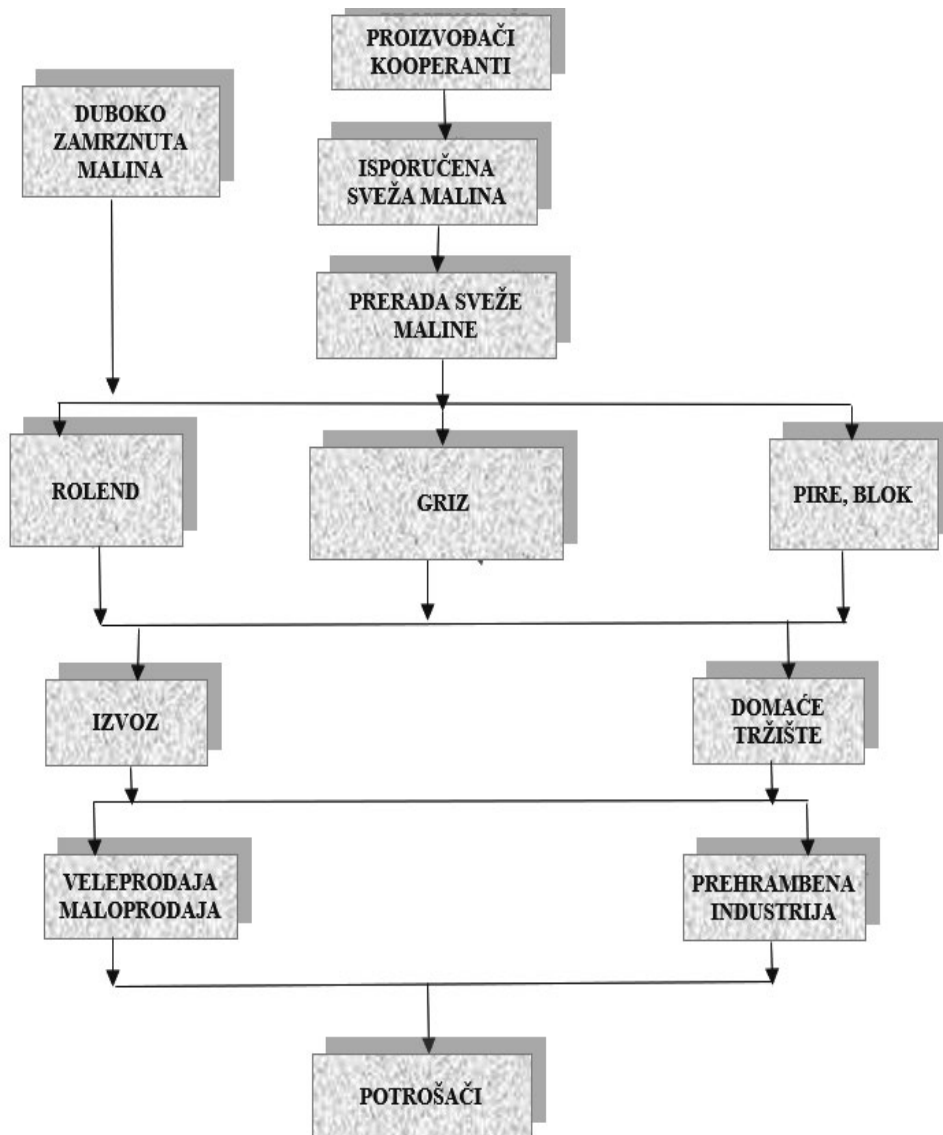 PROIZVOĐAČI
KOOPERANTI
DUBOKO
ZAMRZNUTA
MALINA
ISPORUČENA
SVEŽA MALINA
PRERADA SVEŽE
MALINE
ROLEND
GRIZ
PIRE, BLOK
IZVOZ
DOMAĆE
TRŽIŠTE
VELEPRODAJA
MALOPRODAJA
PREHRAMBENA
INDUSTRIJA
POTROŠAČI